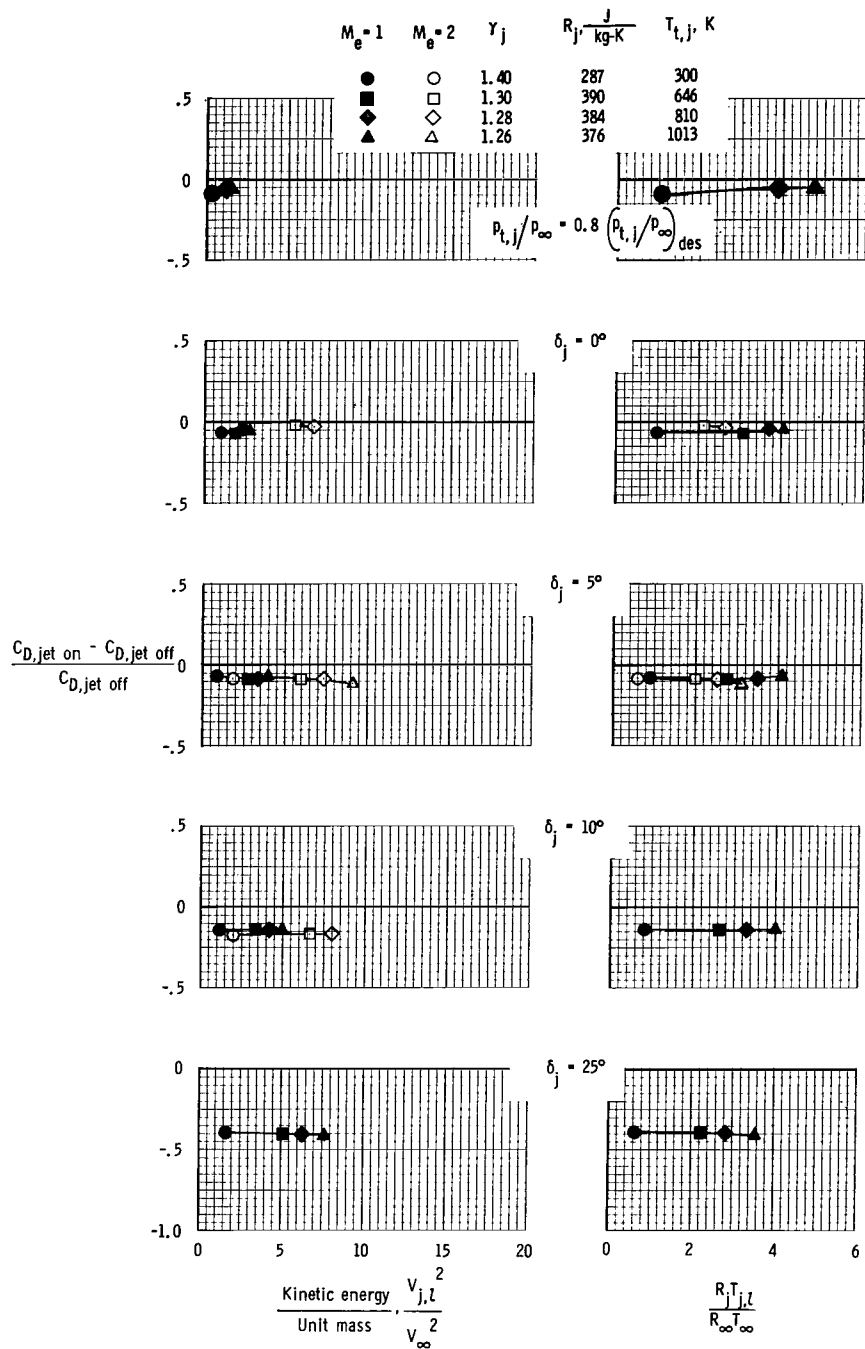 M_e = 1 M_e = 2 γ_j R_j, J/kg-K T_t,j, K
1.40 287 300
1.30 390 646
1.28 384 810
1.26 376 1013
.5
0
-.5
p_t,j/p_∞ = 0.8 (p_t,j/p_∞)_des
δ_j = 0°
.5
0
-.5
δ_j = 5°
.5
0
-.5
C_D,jet on - C_D,jet off
C_D,jet off
δ_j = 10°
.5
0
-.5
δ_j = 25°
0
-.5
-1.0
0 5 10 15 20
0 2 4 6
Kinetic energy / Unit mass, V_j,l^2 / V_∞^2
R_j T_j,l / R_∞ T_∞